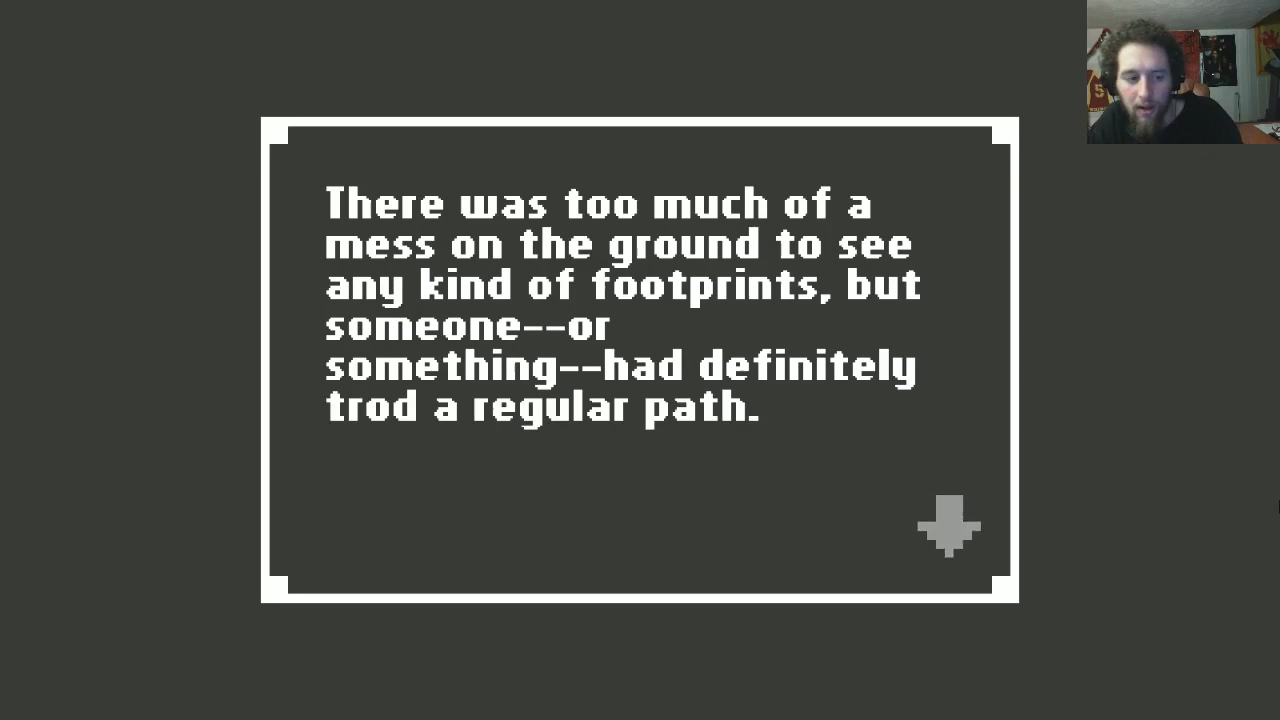 There was too much of a
mess on the ground to see
any kind of footprints, but
someone--or
something--had definitely
trod a regular path.